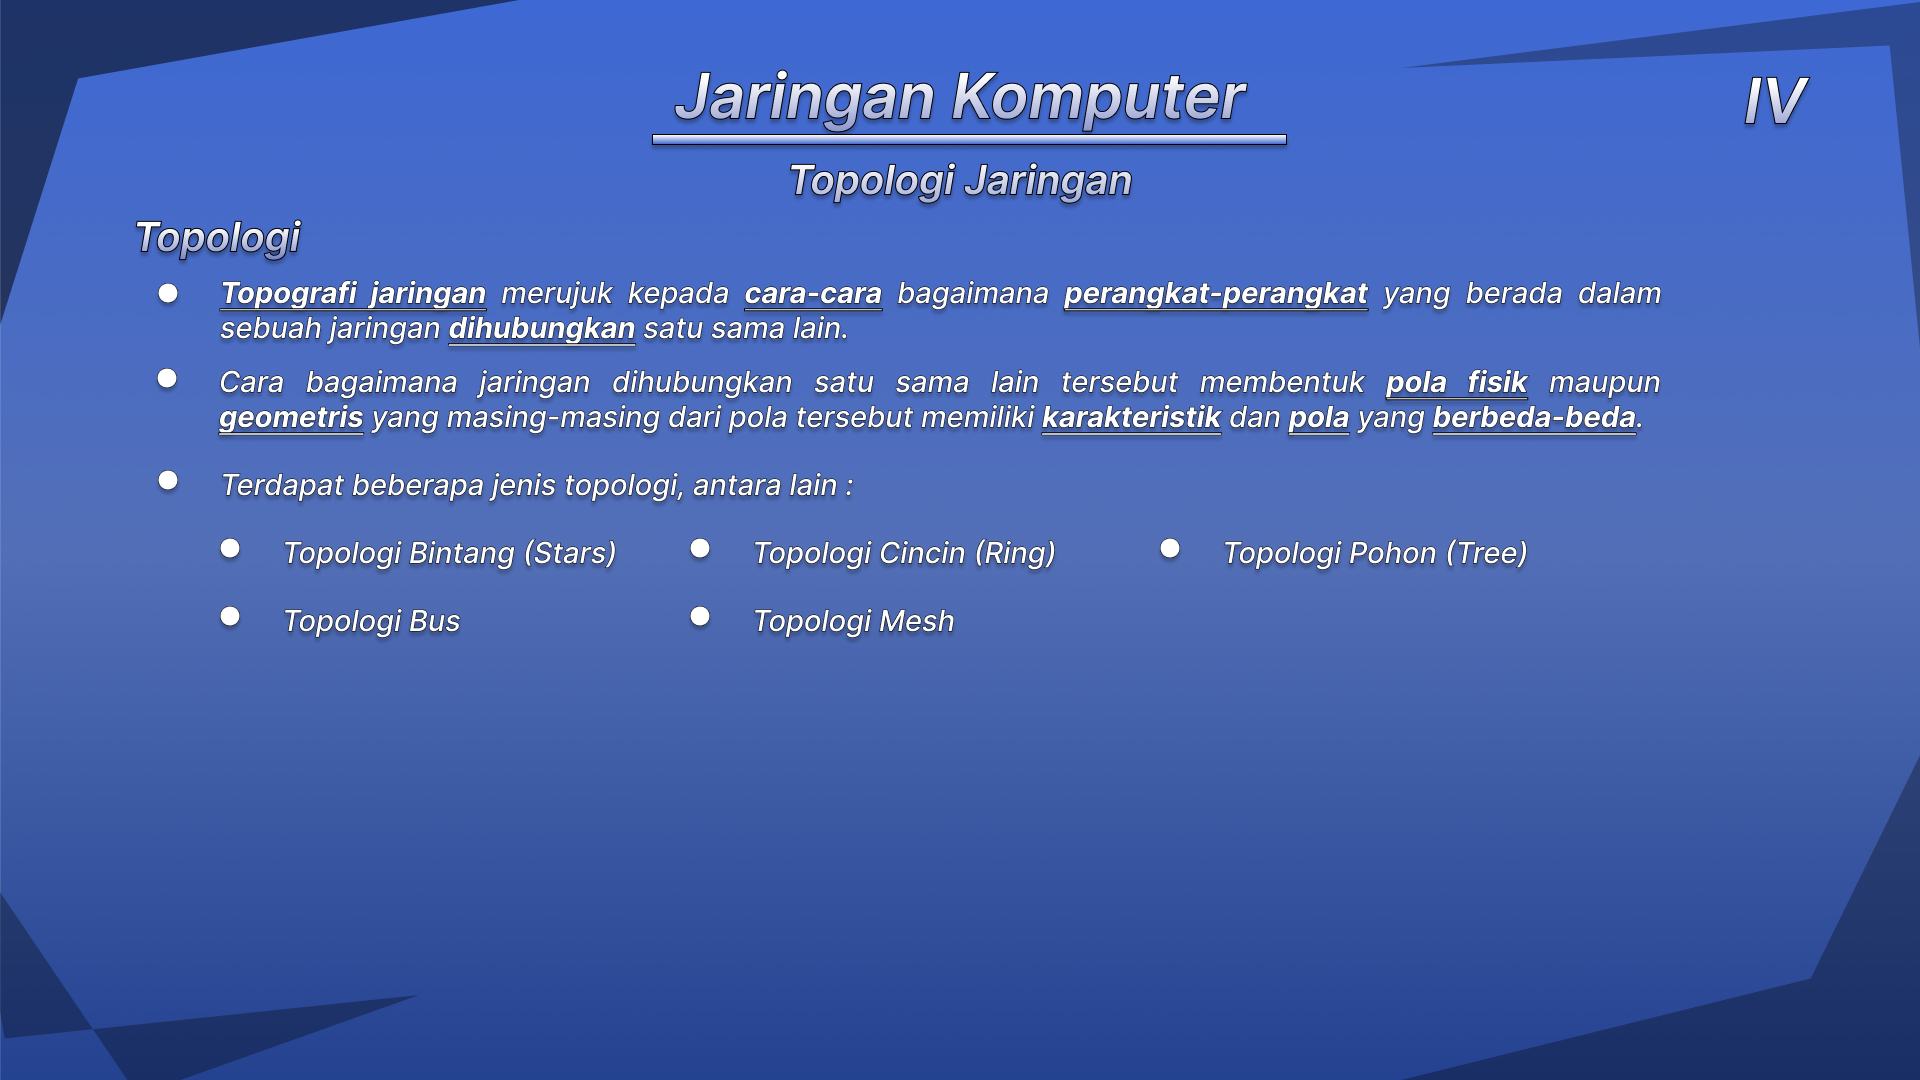 Jaringan Komputer
IV
Topologi Jaringan
Topologi
Topografi jaringan merujuk kepada cara-cara bagaimana perangkat-perangkat yang berada dalam
sebuah jaringan dihubungkan satu sama lain.
Cara bagaimana jaringan dihubungkan satu sama lain tersebut membentuk pola fisik maupun
geometris yang masing-masing dari pola tersebut memiliki karakteristik dan pola yang berbeda-beda.
Terdapat beberapa jenis topologi, antara lain :
Topologi Bintang (Stars)
Topologi Cincin (Ring)
Topologi Pohon (Tree)
Topologi Bus
Topologi Mesh